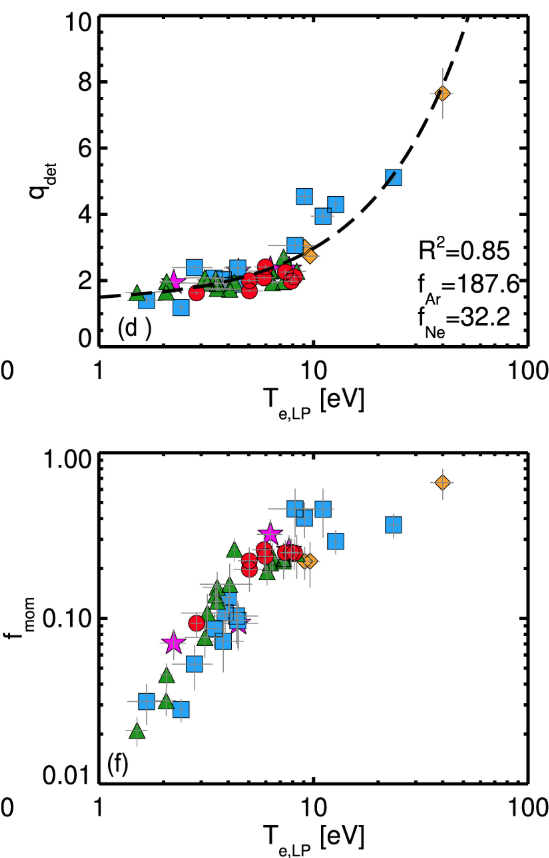 10
8
6
4
2
0
q_det
R²=0.85
f_Ar=187.6
f_Ne=32.2
(d )
0
1
10
100
T_e,LP [eV]
1.00
0.10
0.01
f_mom
(f)
0
1
10
100
T_e,LP [eV]